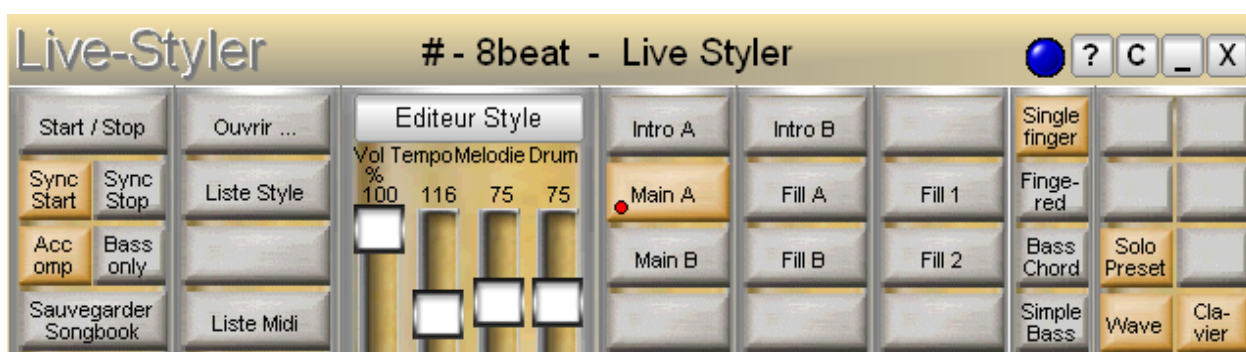 Live-Styler
# - 8beat - Live Styler
? C _ X
Start / Stop
Ouvrir ...
Editeur Style
Intro A
Intro B
Single
finger
Vol Tempo Melodie Drum
%
100 116 75 75
Sync
Start
Sync
Stop
Liste Style
Main A
Fill A
Fill 1
Finge-
red
Acc
omp
Bass
only
Main B
Fill B
Fill 2
Bass
Chord
Solo
Preset
Sauvegarder
Songbook
Liste Midi
Simple
Bass
Wave
Cla-
vier